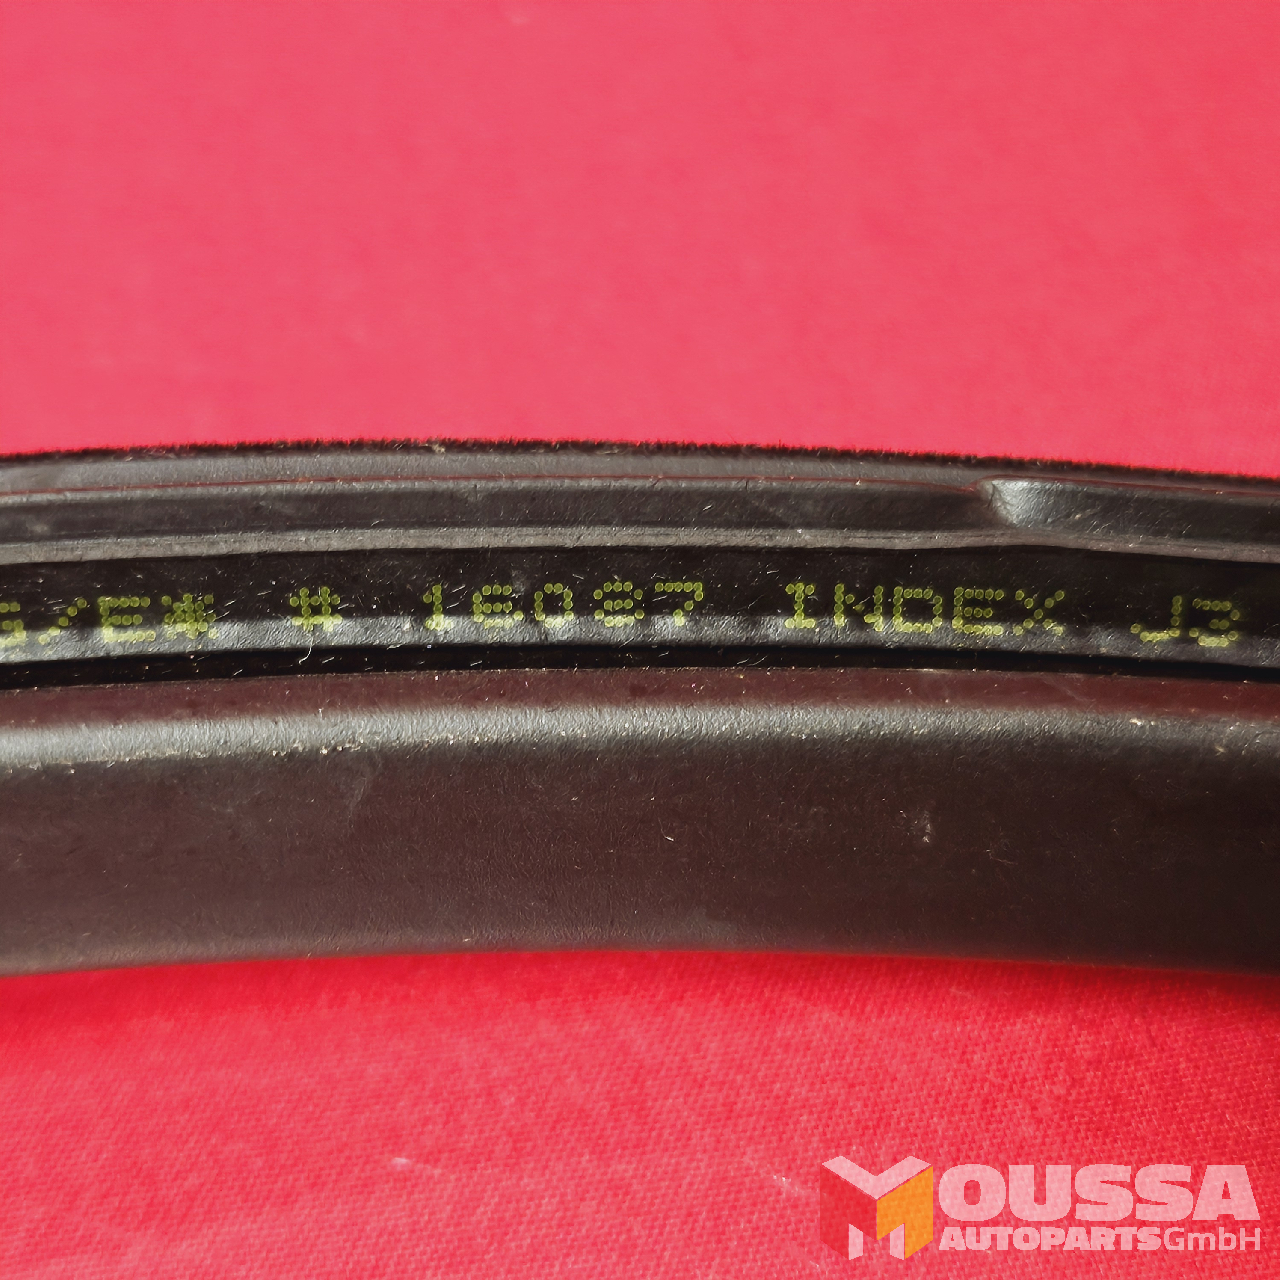 G/E* # 16087 INDEX J3
MOUSSA
AUTOPARTS GmbH